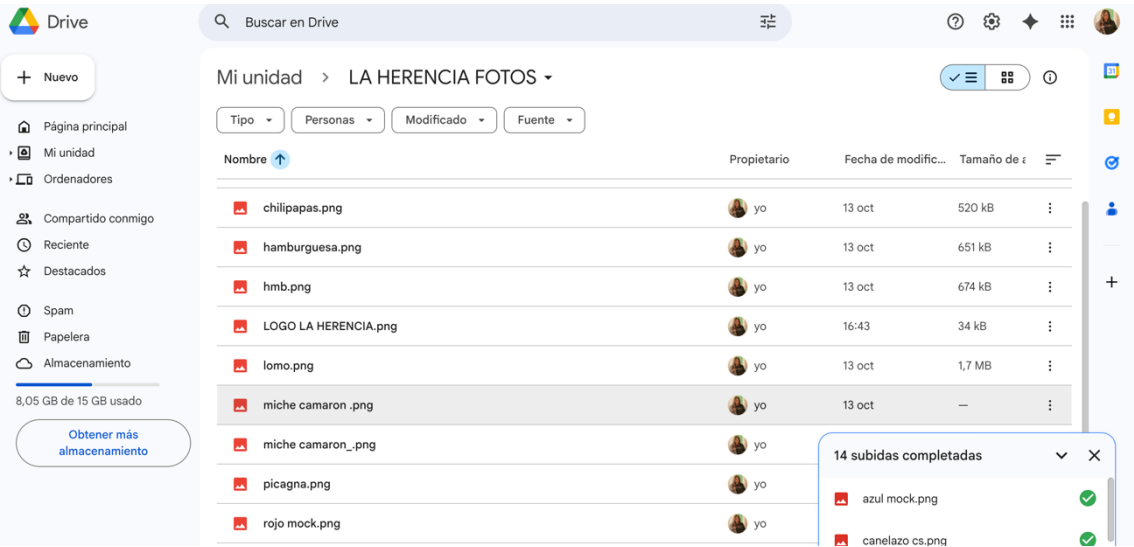 Drive
Buscar en Drive
Nuevo
Página principal
Mi unidad
Ordenadores
Compartido conmigo
Reciente
Destacados
Spam
Papelera
Almacenamiento
8,05 GB de 15 GB usado
Obtener más
almacenamiento
Mi unidad > LA HERENCIA FOTOS
Tipo Personas Modificado Fuente
Nombre Propietario Fecha de modific... Tamaño de
chilipapas.png yo 13 oct 520 kB
hamburguesa.png yo 13 oct 651 kB
hmb.png yo 13 oct 674 kB
LOGO LA HERENCIA.png yo 16:43 34 kB
lomo.png yo 13 oct 1,7 MB
miche camaron .png yo 13 oct —
miche camaron_.png yo
picagna.png yo
rojo mock.png yo
14 subidas completadas
azul mock.png
canelazo cs.png
31